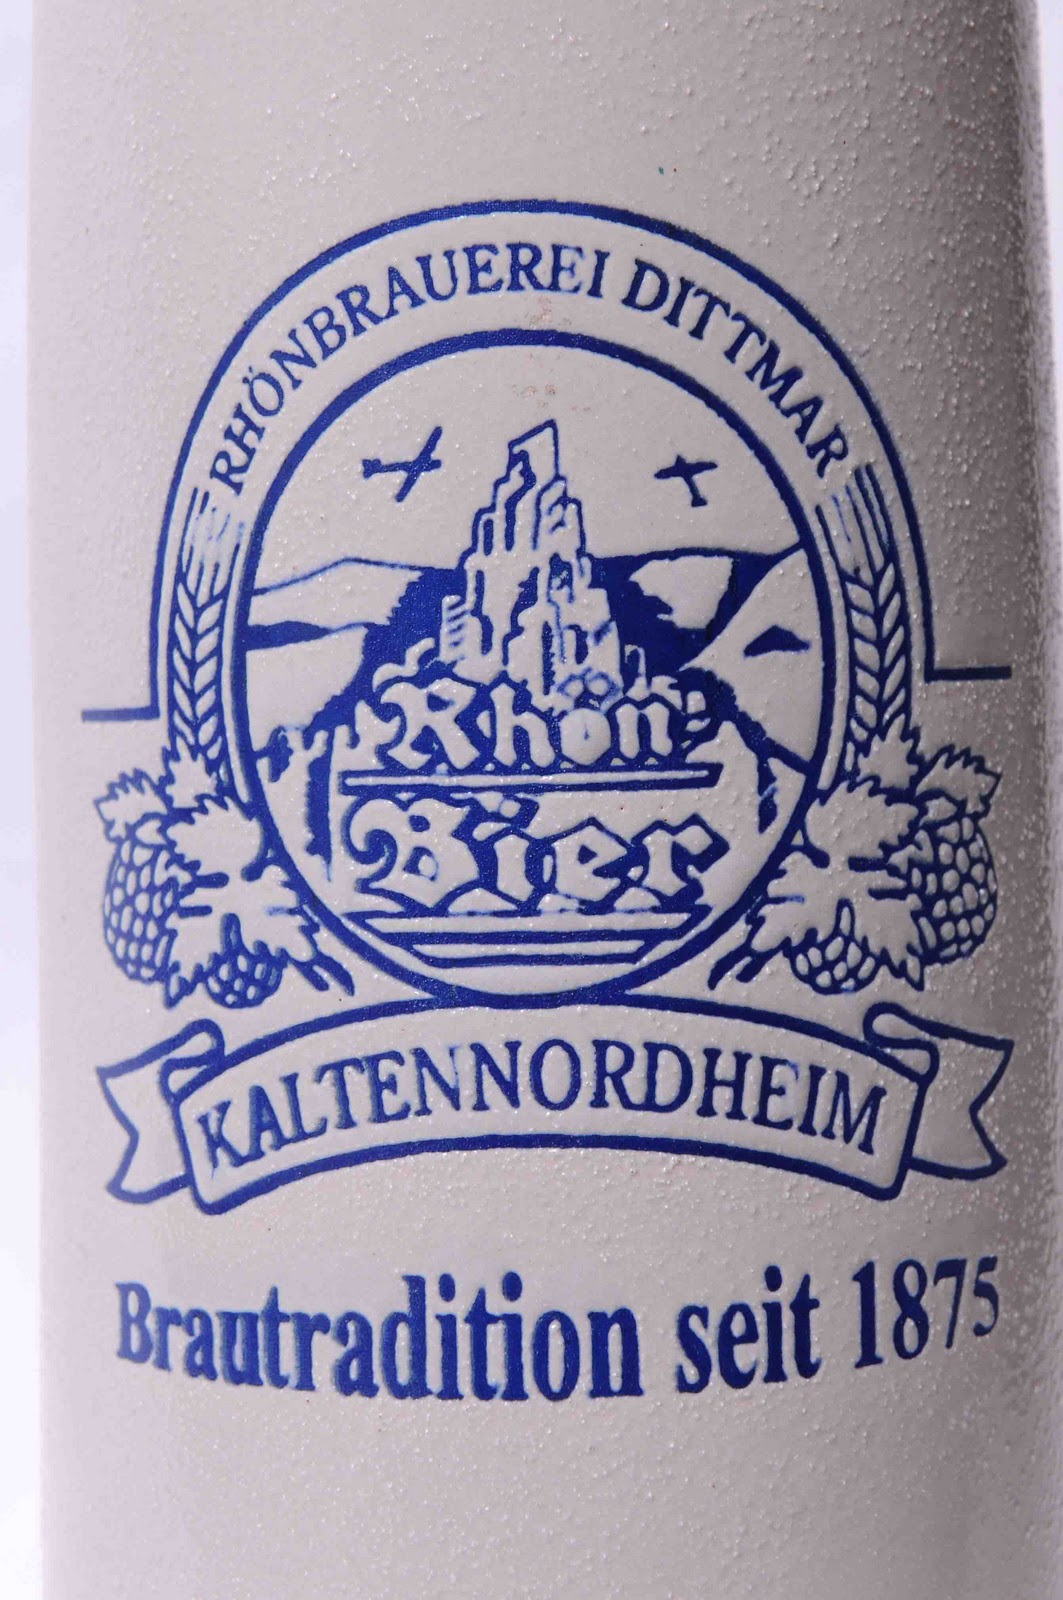 RHÖNBRAUEREI DITTMAR
Rhön
Bier
KALTENNORDHEIM
Brautradition seit 1875